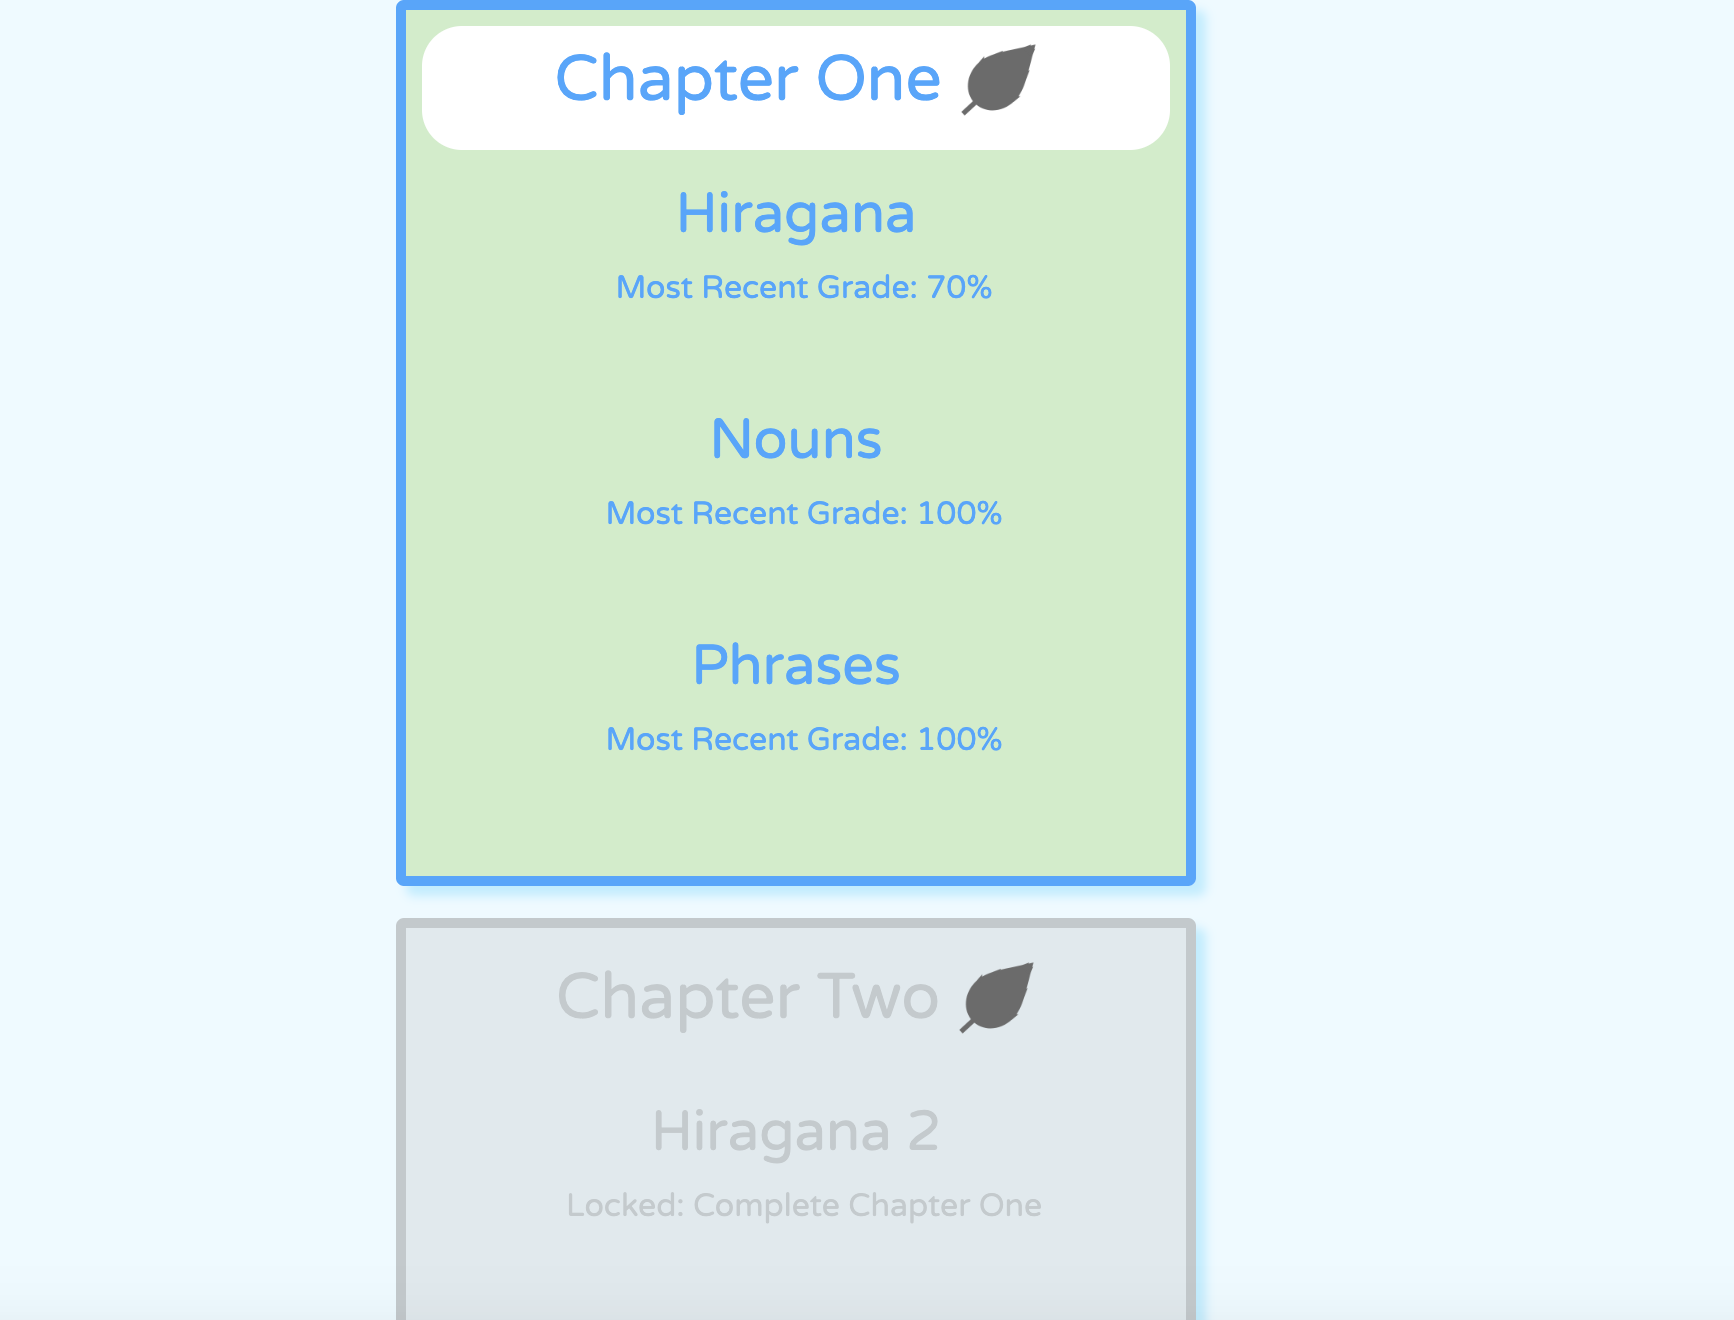 Chapter One
Hiragana
Most Recent Grade: 70%
Nouns
Most Recent Grade: 100%
Phrases
Most Recent Grade: 100%
Chapter Two
Hiragana 2
Locked: Complete Chapter One